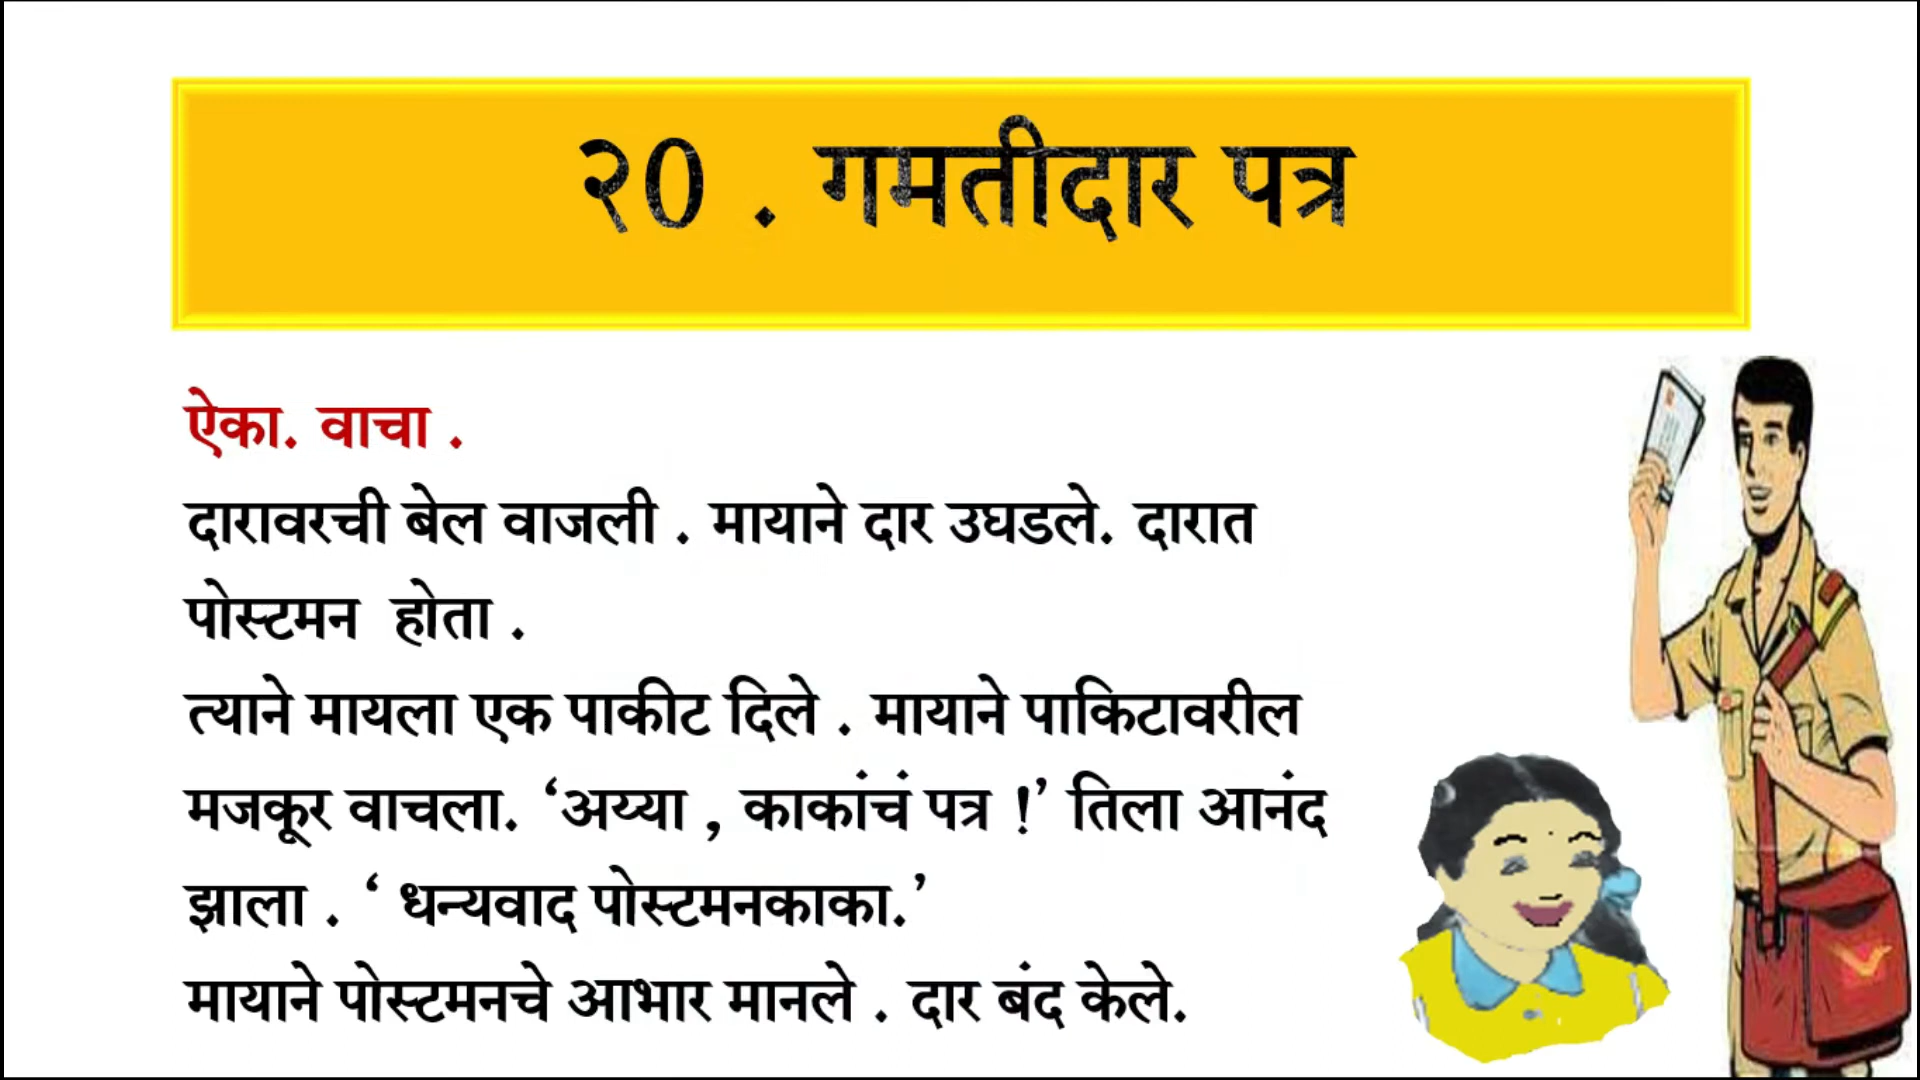 २0 . गमतीदार पत्र
ऐका. वाचा .
दारावरची बेल वाजली . मायाने दार उघडले. दारात
पोस्टमन होता .
त्याने मायला एक पाकीट दिले . मायाने पाकिटावरील
मजकूर वाचला. ‘अय्या , काकांचं पत्र !’ तिला आनंद
झाला . ‘ धन्यवाद पोस्टमनकाका.’
मायाने पोस्टमनचे आभार मानले . दार बंद केले.